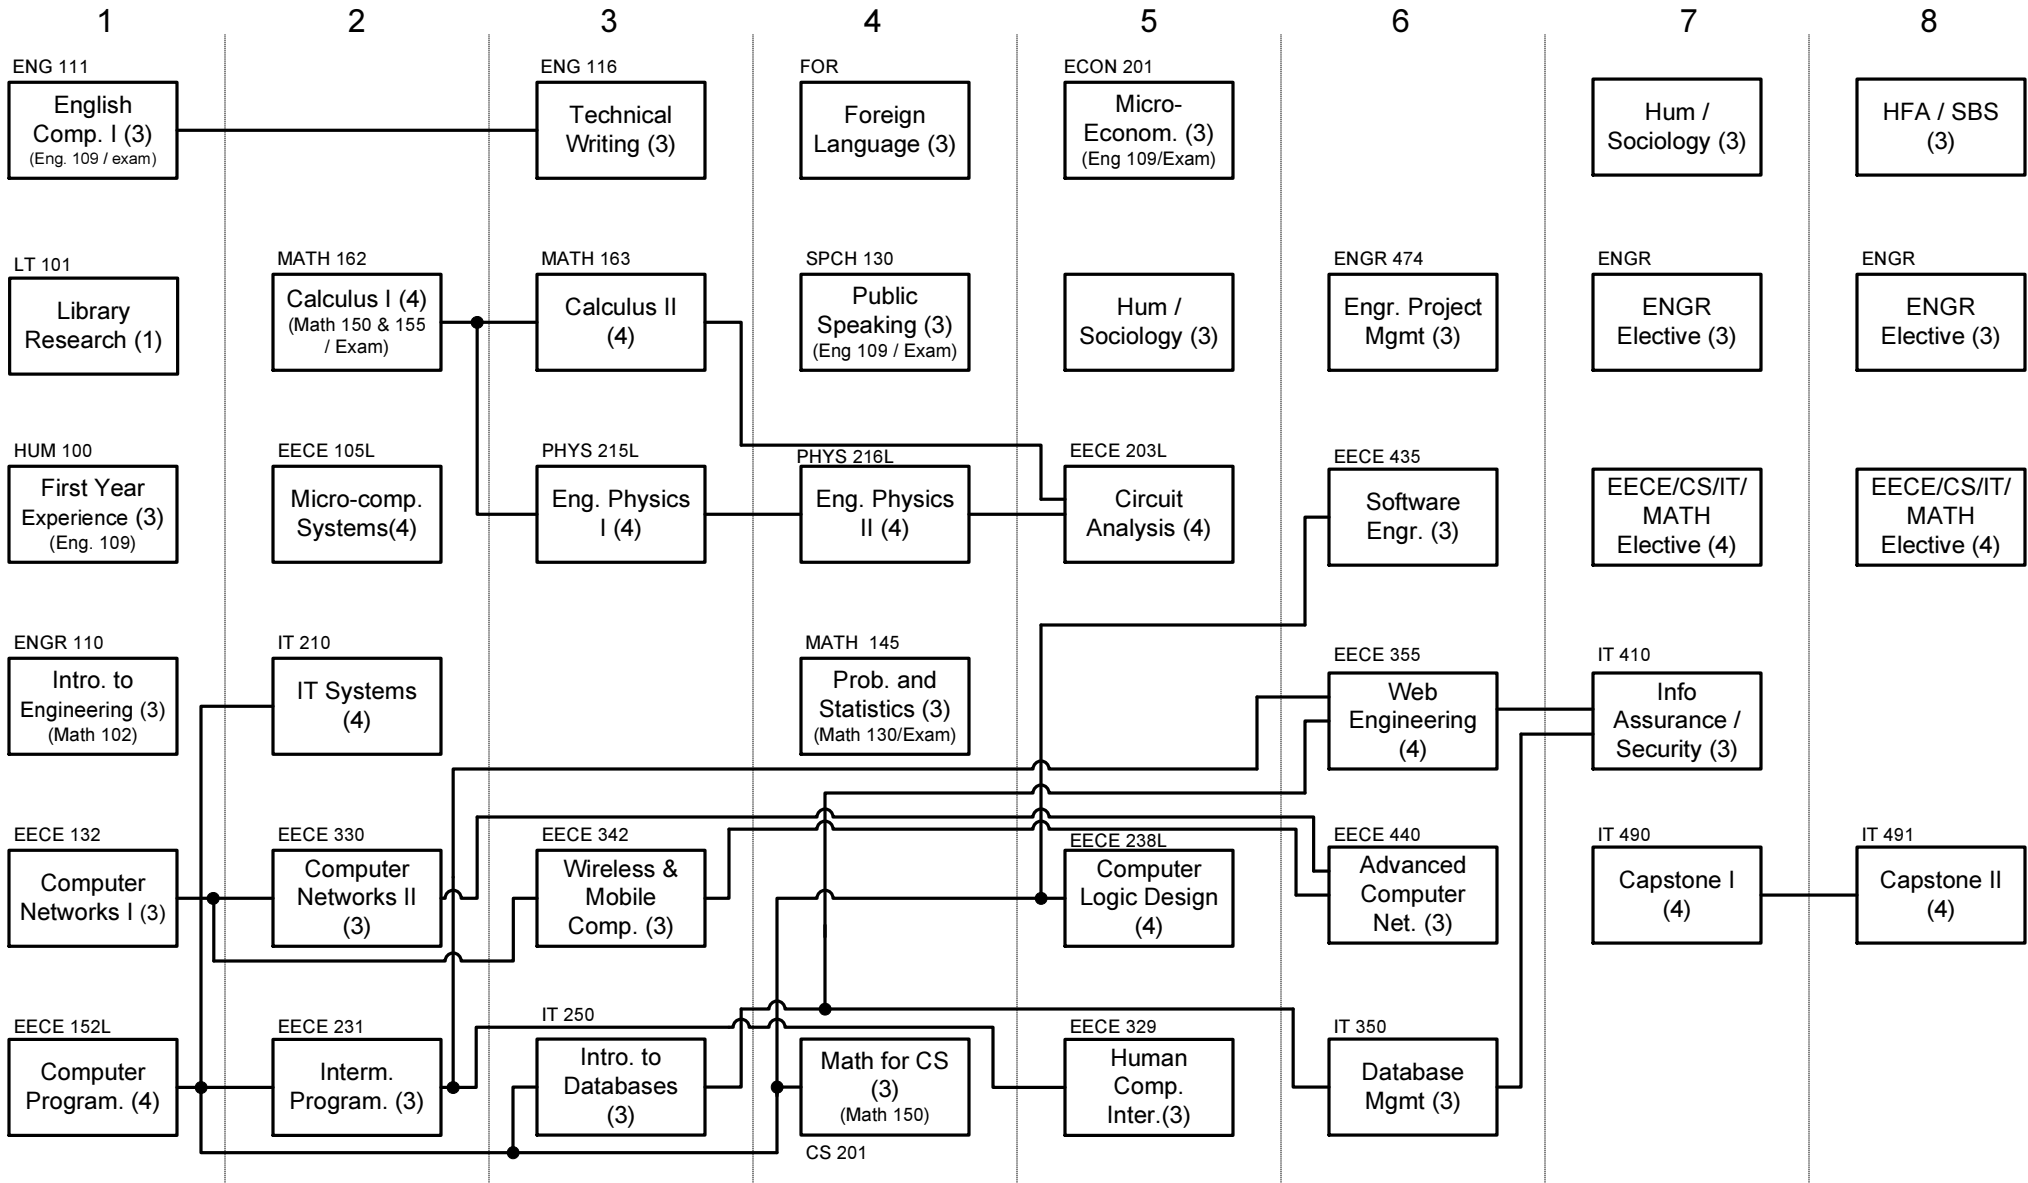 1 2 3 4 5 6 7 8
ENG 111
English
Comp. I (3)
(Eng. 109 / exam)
ENG 116
Technical
Writing (3)
FOR
Foreign
Language (3)
ECON 201
Micro-
Econom. (3)
(Eng 109/Exam)
Hum /
Sociology (3)
HFA / SBS
(3)
LT 101
Library
Research (1)
MATH 162
Calculus I (4)
(Math 150 & 155
/ Exam)
MATH 163
Calculus II
(4)
SPCH 130
Public
Speaking (3)
(Eng 109 / Exam)
Hum /
Sociology (3)
ENGR 474
Engr. Project
Mgmt (3)
ENGR
ENGR
Elective (3)
ENGR
ENGR
Elective (3)
HUM 100
First Year
Experience (3)
(Eng. 109)
EECE 105L
Micro-comp.
Systems(4)
PHYS 215L
Eng. Physics
I (4)
PHYS 216L
Eng. Physics
II (4)
EECE 203L
Circuit
Analysis (4)
EECE 435
Software
Engr. (3)
EECE/CS/IT/
MATH
Elective (4)
EECE/CS/IT/
MATH
Elective (4)
ENGR 110
Intro. to
Engineering (3)
(Math 102)
IT 210
IT Systems
(4)
MATH 145
Prob. and
Statistics (3)
(Math 130/Exam)
EECE 355
Web
Engineering
(4)
IT 410
Info
Assurance /
Security (3)
EECE 132
Computer
Networks I (3)
EECE 330
Computer
Networks II
(3)
EECE 342
Wireless &
Mobile
Comp. (3)
EECE 238L
Computer
Logic Design
(4)
EECE 440
Advanced
Computer
Net. (3)
IT 490
Capstone I
(4)
IT 491
Capstone II
(4)
EECE 152L
Computer
Program. (4)
EECE 231
Interm.
Program. (3)
IT 250
Intro. to
Databases
(3)
Math for CS
(3)
(Math 150)
CS 201
EECE 329
Human
Comp.
Inter.(3)
IT 350
Database
Mgmt (3)